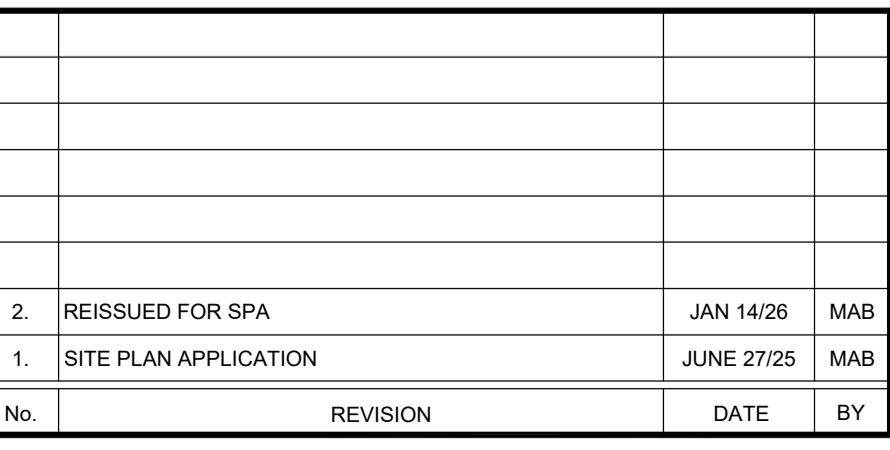 2. REISSUED FOR SPA JAN 14/26 MAB
1. SITE PLAN APPLICATION JUNE 27/25 MAB
No. REVISION DATE BY